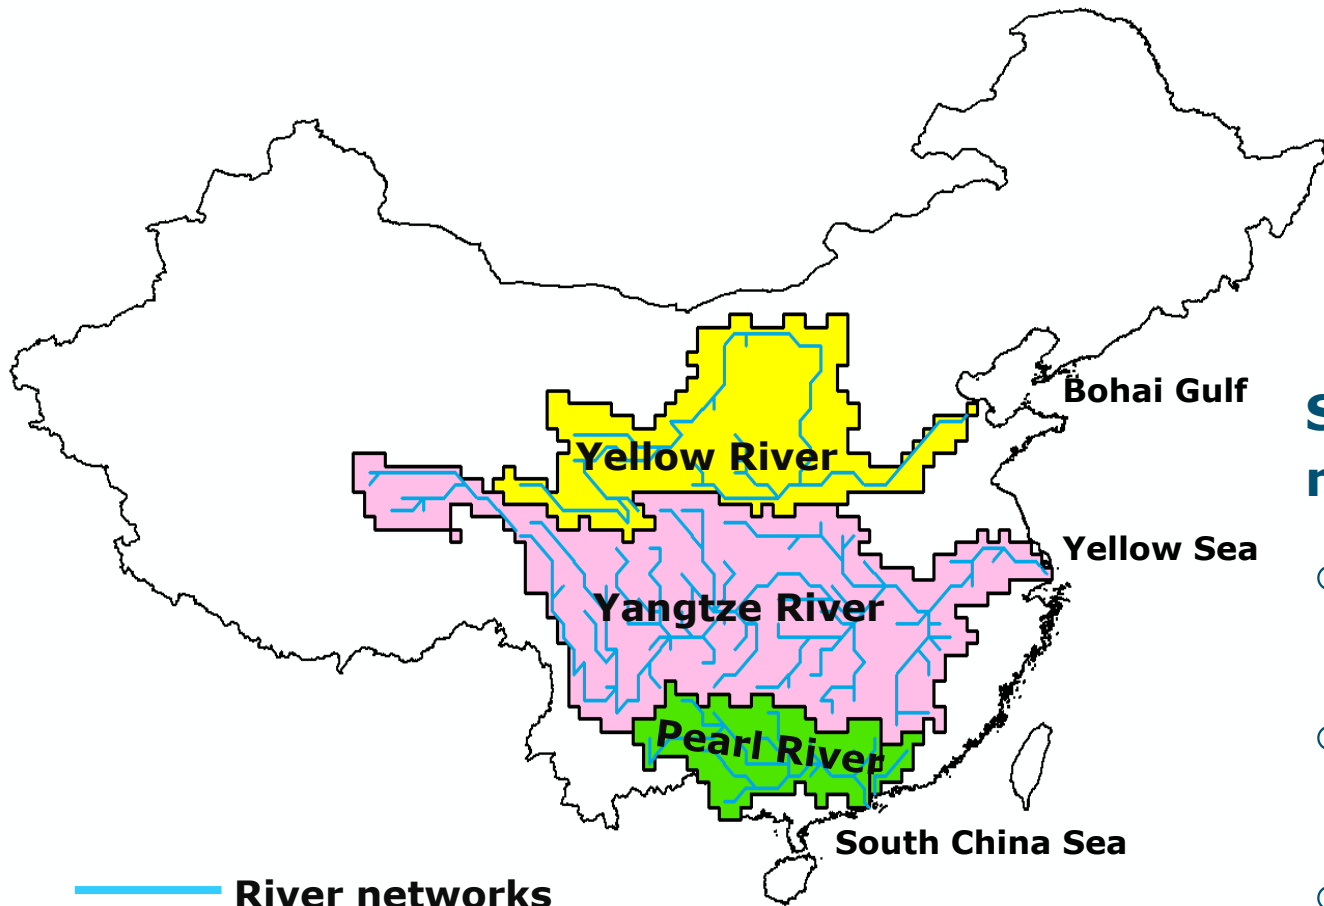 Bohai Gulf
Yellow River
Yellow Sea
Yangtze River
Pearl River
South China Sea
River networks